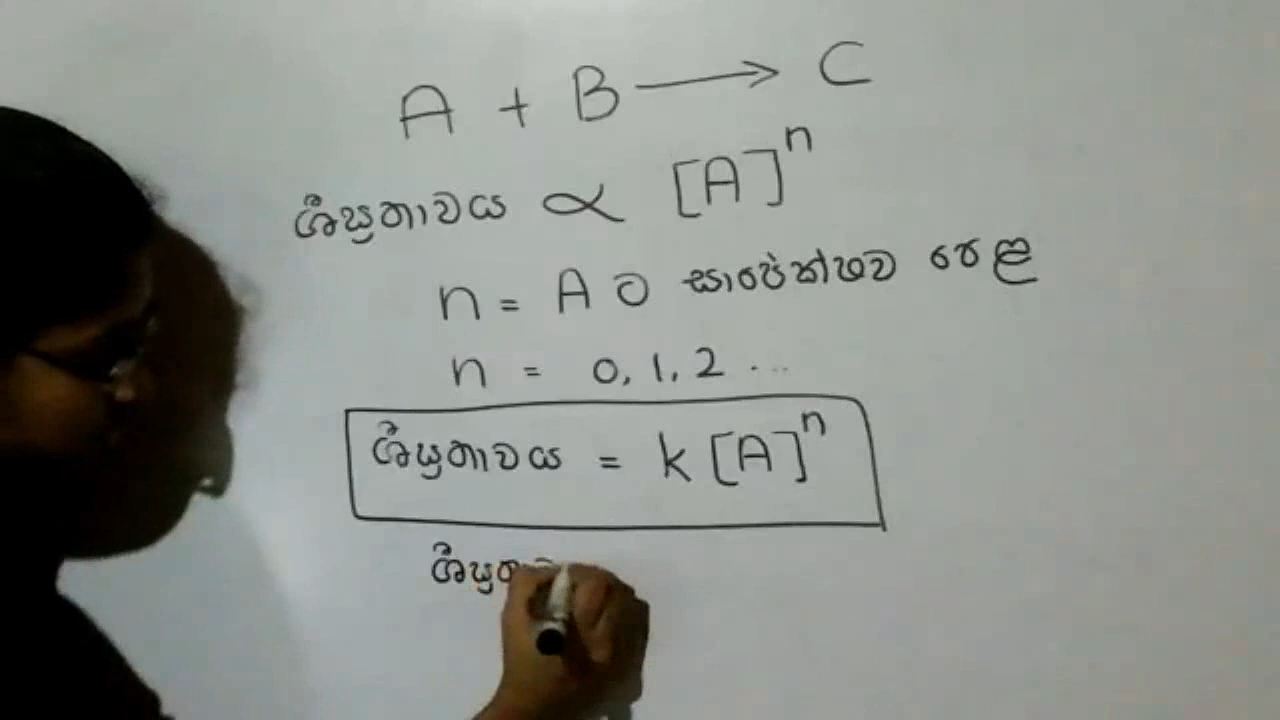 A + B → C
ශීඝ්‍රතාවය ∝ [A]ⁿ
n = A ට සාපේක්ෂව පෙළ
n = 0, 1, 2 ...
ශීඝ්‍රතාවය = k [A]ⁿ